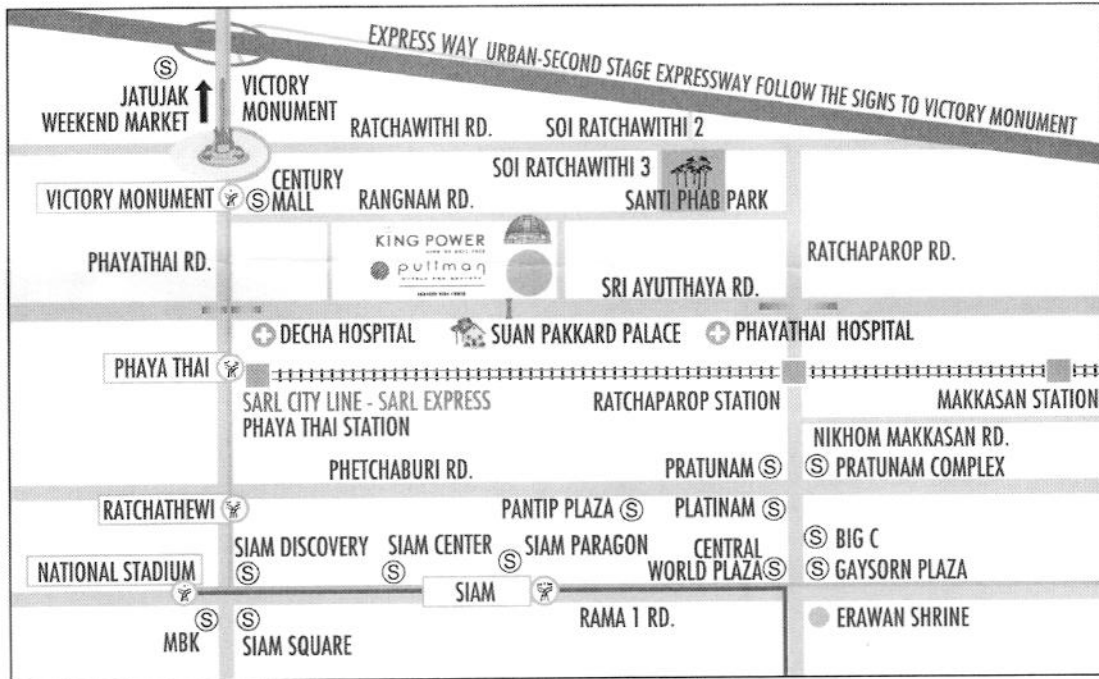 EXPRESS WAY URBAN-SECOND STAGE EXPRESSWAY FOLLOW THE SIGNS TO VICTORY MONUMENT
S
JATUJAK
WEEKEND MARKET
VICTORY
MONUMENT
RATCHAWITHI RD.
SOI RATCHAWITHI 2
SOI RATCHAWITHI 3
SANTI PHAB PARK
VICTORY MONUMENT
S CENTURY
MALL
RANGNAM RD.
PHAYATHAI RD.
KING POWER
pullman
RATCHAPAROP RD.
SRI AYUTTHAYA RD.
DECHA HOSPITAL
SUAN PAKKARD PALACE
PHAYATHAI HOSPITAL
PHAYA THAI
SARL CITY LINE - SARL EXPRESS
PHAYA THAI STATION
RATCHAPAROP STATION
MAKKASAN STATION
NIKHOM MAKKASAN RD.
PHETCHABURI RD.
PRATUNAM S
S PRATUNAM COMPLEX
RATCHATHEWI
PANTIP PLAZA S
PLATINAM S
SIAM DISCOVERY
S
SIAM CENTER
S
S SIAM PARAGON
CENTRAL
WORLD PLAZA S
S BIG C
S GAYSORN PLAZA
NATIONAL STADIUM
SIAM
RAMA 1 RD.
ERAWAN SHRINE
S
MBK
S
SIAM SQUARE